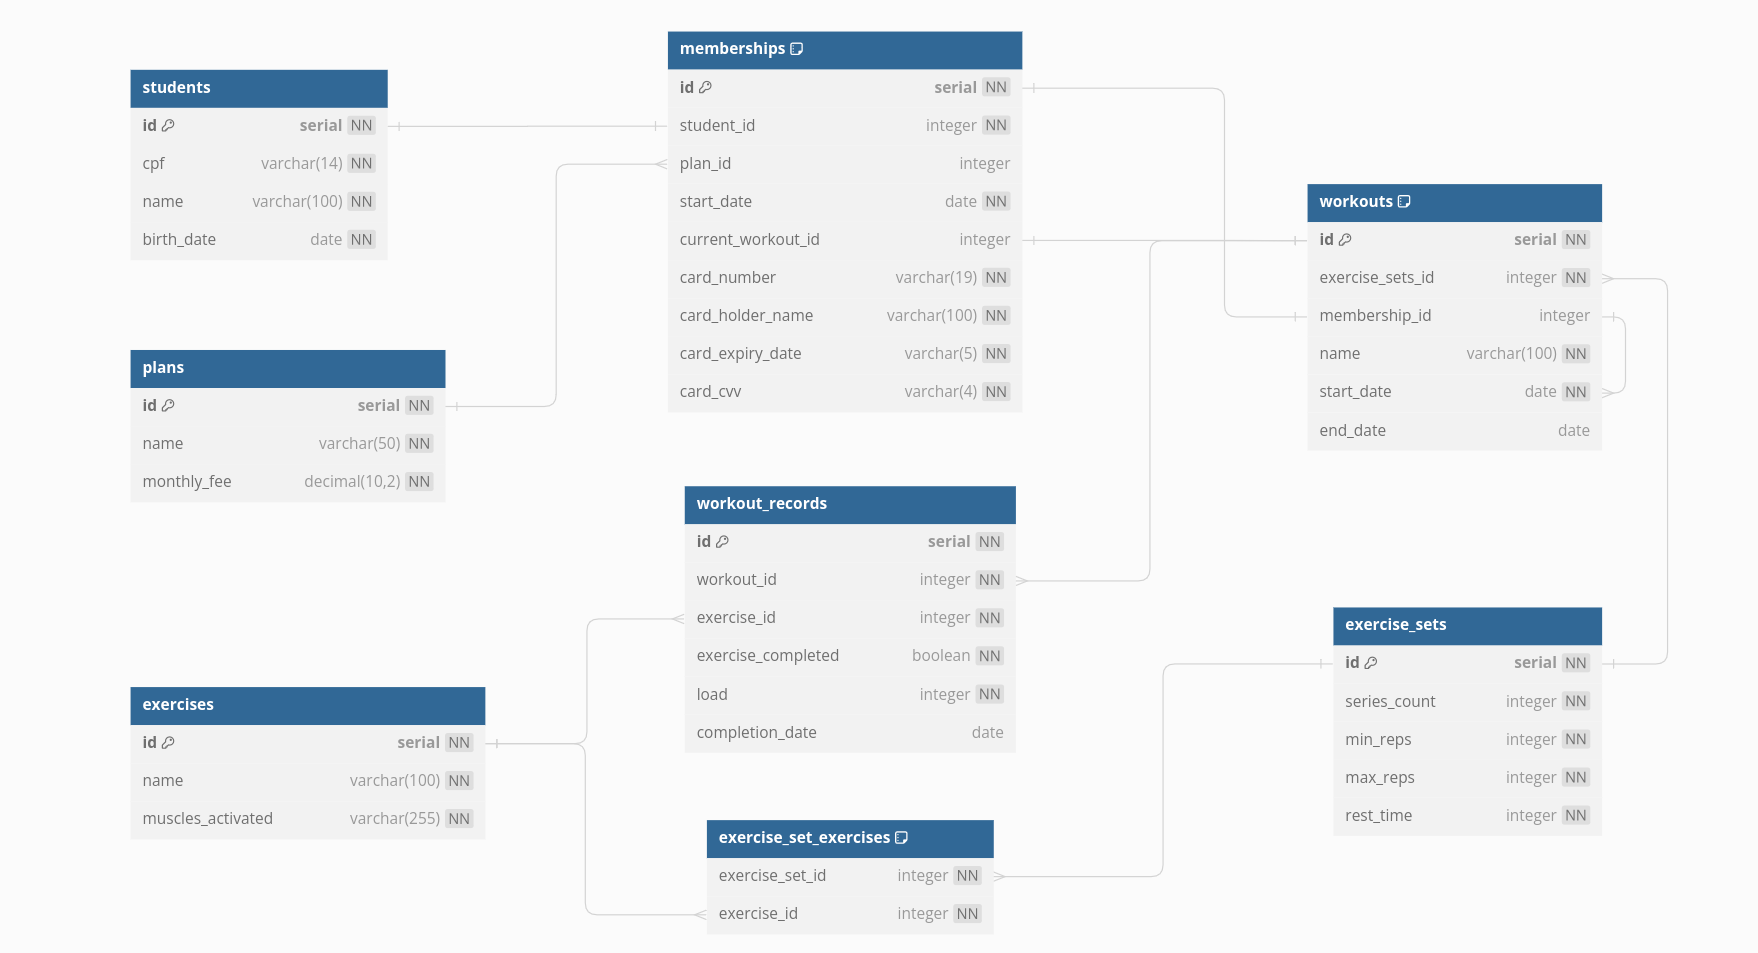 students
id serial NN
cpf varchar(14) NN
name varchar(100) NN
birth_date date NN
memberships
id serial NN
student_id integer NN
plan_id integer
start_date date NN
current_workout_id integer
card_number varchar(19) NN
card_holder_name varchar(100) NN
card_expiry_date varchar(5) NN
card_cvv varchar(4) NN
workouts
id serial NN
exercise_sets_id integer NN
membership_id integer
name varchar(100) NN
start_date date NN
end_date date
plans
id serial NN
name varchar(50) NN
monthly_fee decimal(10,2) NN
workout_records
id serial NN
workout_id integer NN
exercise_id integer NN
exercise_completed boolean NN
load integer NN
completion_date date
exercise_sets
id serial NN
series_count integer NN
min_reps integer NN
max_reps integer NN
rest_time integer NN
exercises
id serial NN
name varchar(100) NN
muscles_activated varchar(255) NN
exercise_set_exercises
exercise_set_id integer NN
exercise_id integer NN